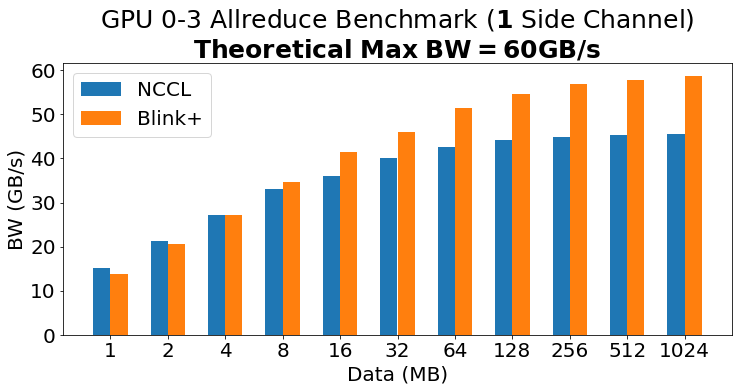 GPU 0-3 Allreduce Benchmark (1 Side Channel)
Theoretical Max BW = 60GB/s
NCCL
Blink+
60
50
40
30
20
10
0
BW (GB/s)
1 2 4 8 16 32 64 128 256 512 1024
Data (MB)